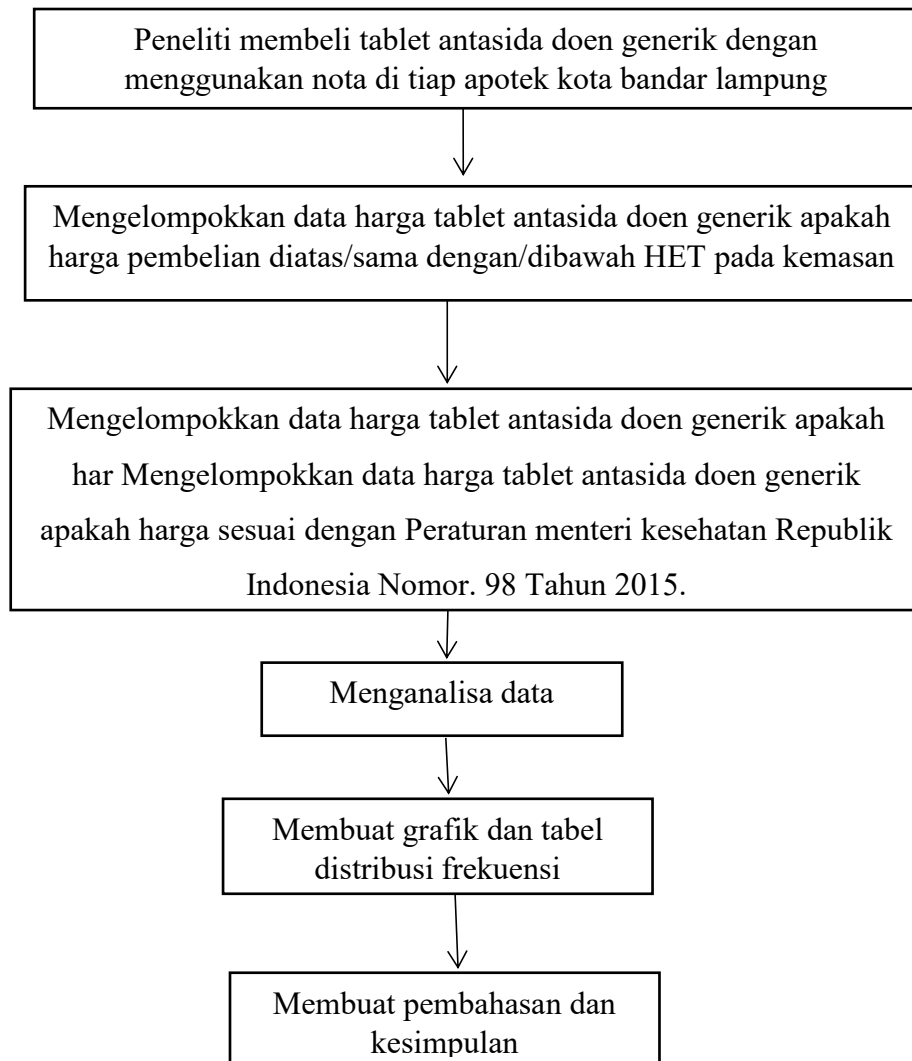 Peneliti membeli tablet antasida doen generik dengan
menggunakan nota di tiap apotek kota bandar lampung
Mengelompokkan data harga tablet antasida doen generik apakah
harga pembelian diatas/sama dengan/dibawah HET pada kemasan
Mengelompokkan data harga tablet antasida doen generik apakah
har Mengelompokkan data harga tablet antasida doen generik
apakah harga sesuai dengan Peraturan menteri kesehatan Republik
Indonesia Nomor. 98 Tahun 2015.
Menganalisa data
Membuat grafik dan tabel
distribusi frekuensi
Membuat pembahasan dan
kesimpulan